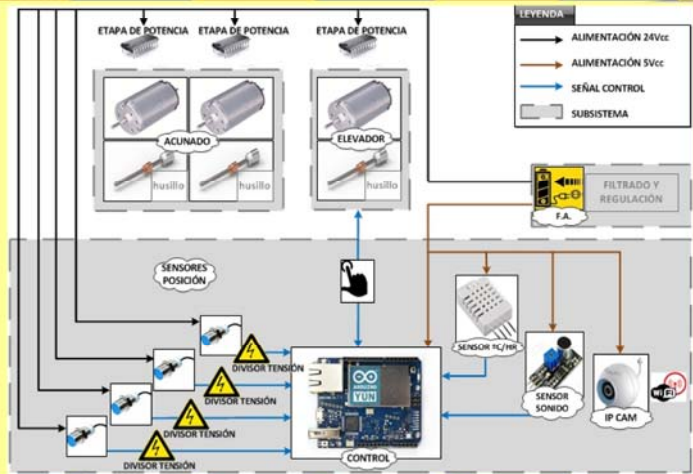 LEYENDA
ALIMENTACIÓN 24Vcc
ALIMENTACIÓN 5Vcc
SEÑAL CONTROL
SUBSISTEMA
ETAPA DE POTENCIA
ETAPA DE POTENCIA
ETAPA DE POTENCIA
ACUNADO
husillo
husillo
ELEVADOR
husillo
F.A.
FILTRADO Y
REGULACIÓN
SENSORES
POSICIÓN
DIVISOR TENSIÓN
DIVISOR TENSIÓN
DIVISOR TENSIÓN
DIVISOR TENSIÓN
ARDUINO
YUN
CONTROL
SENSOR TC/HR
SENSOR
SONIDO
IP CAM
WiFi